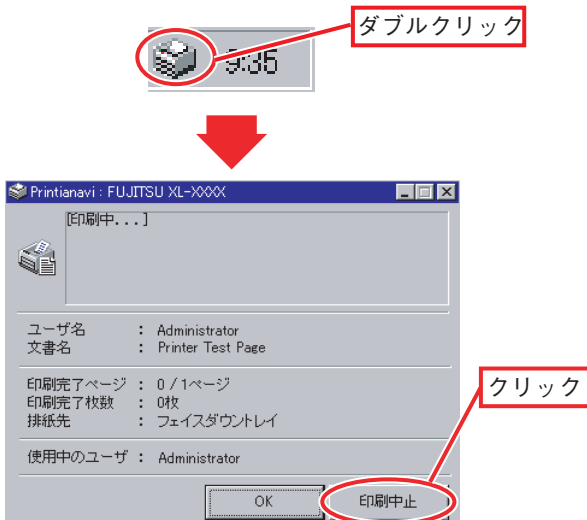 ダブルクリック
9:35
Printianavi : FUJITSU XL-XXXX
[印刷中...]
ユーザ名 : Administrator
文書名 : Printer Test Page
印刷完了ページ : 0 / 1ページ
印刷完了枚数 : 0枚
排紙先 : フェイスダウントレイ
クリック
使用中のユーザ : Administrator
OK 印刷中止